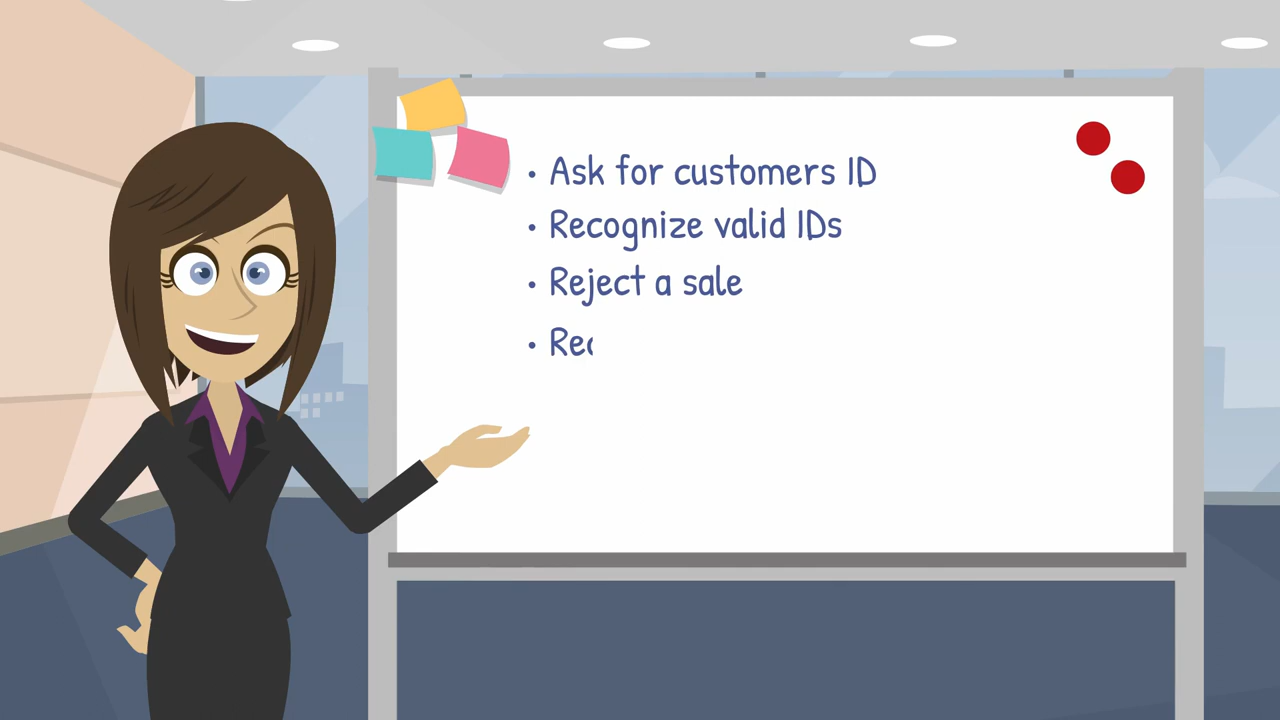 • Ask for customers ID
• Recognize valid IDs
• Reject a sale
• Re